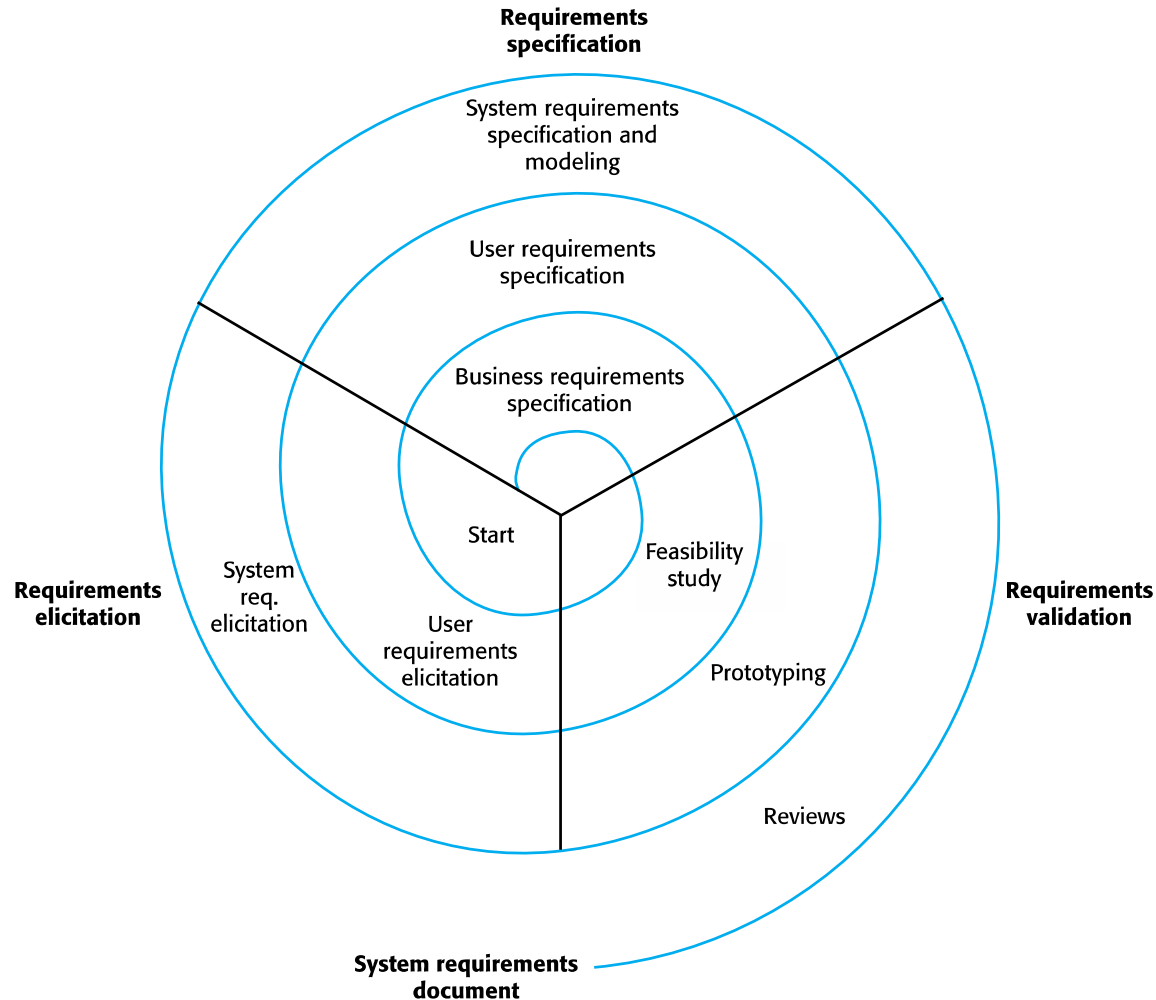 Requirements
specification
System requirements
specification and
modeling
User requirements
specification
Business requirements
specification
Start
Feasibility
study
System
req.
elicitation
Requirements
elicitation
Requirements
validation
User
requirements
elicitation
Prototyping
Reviews
System requirements
document